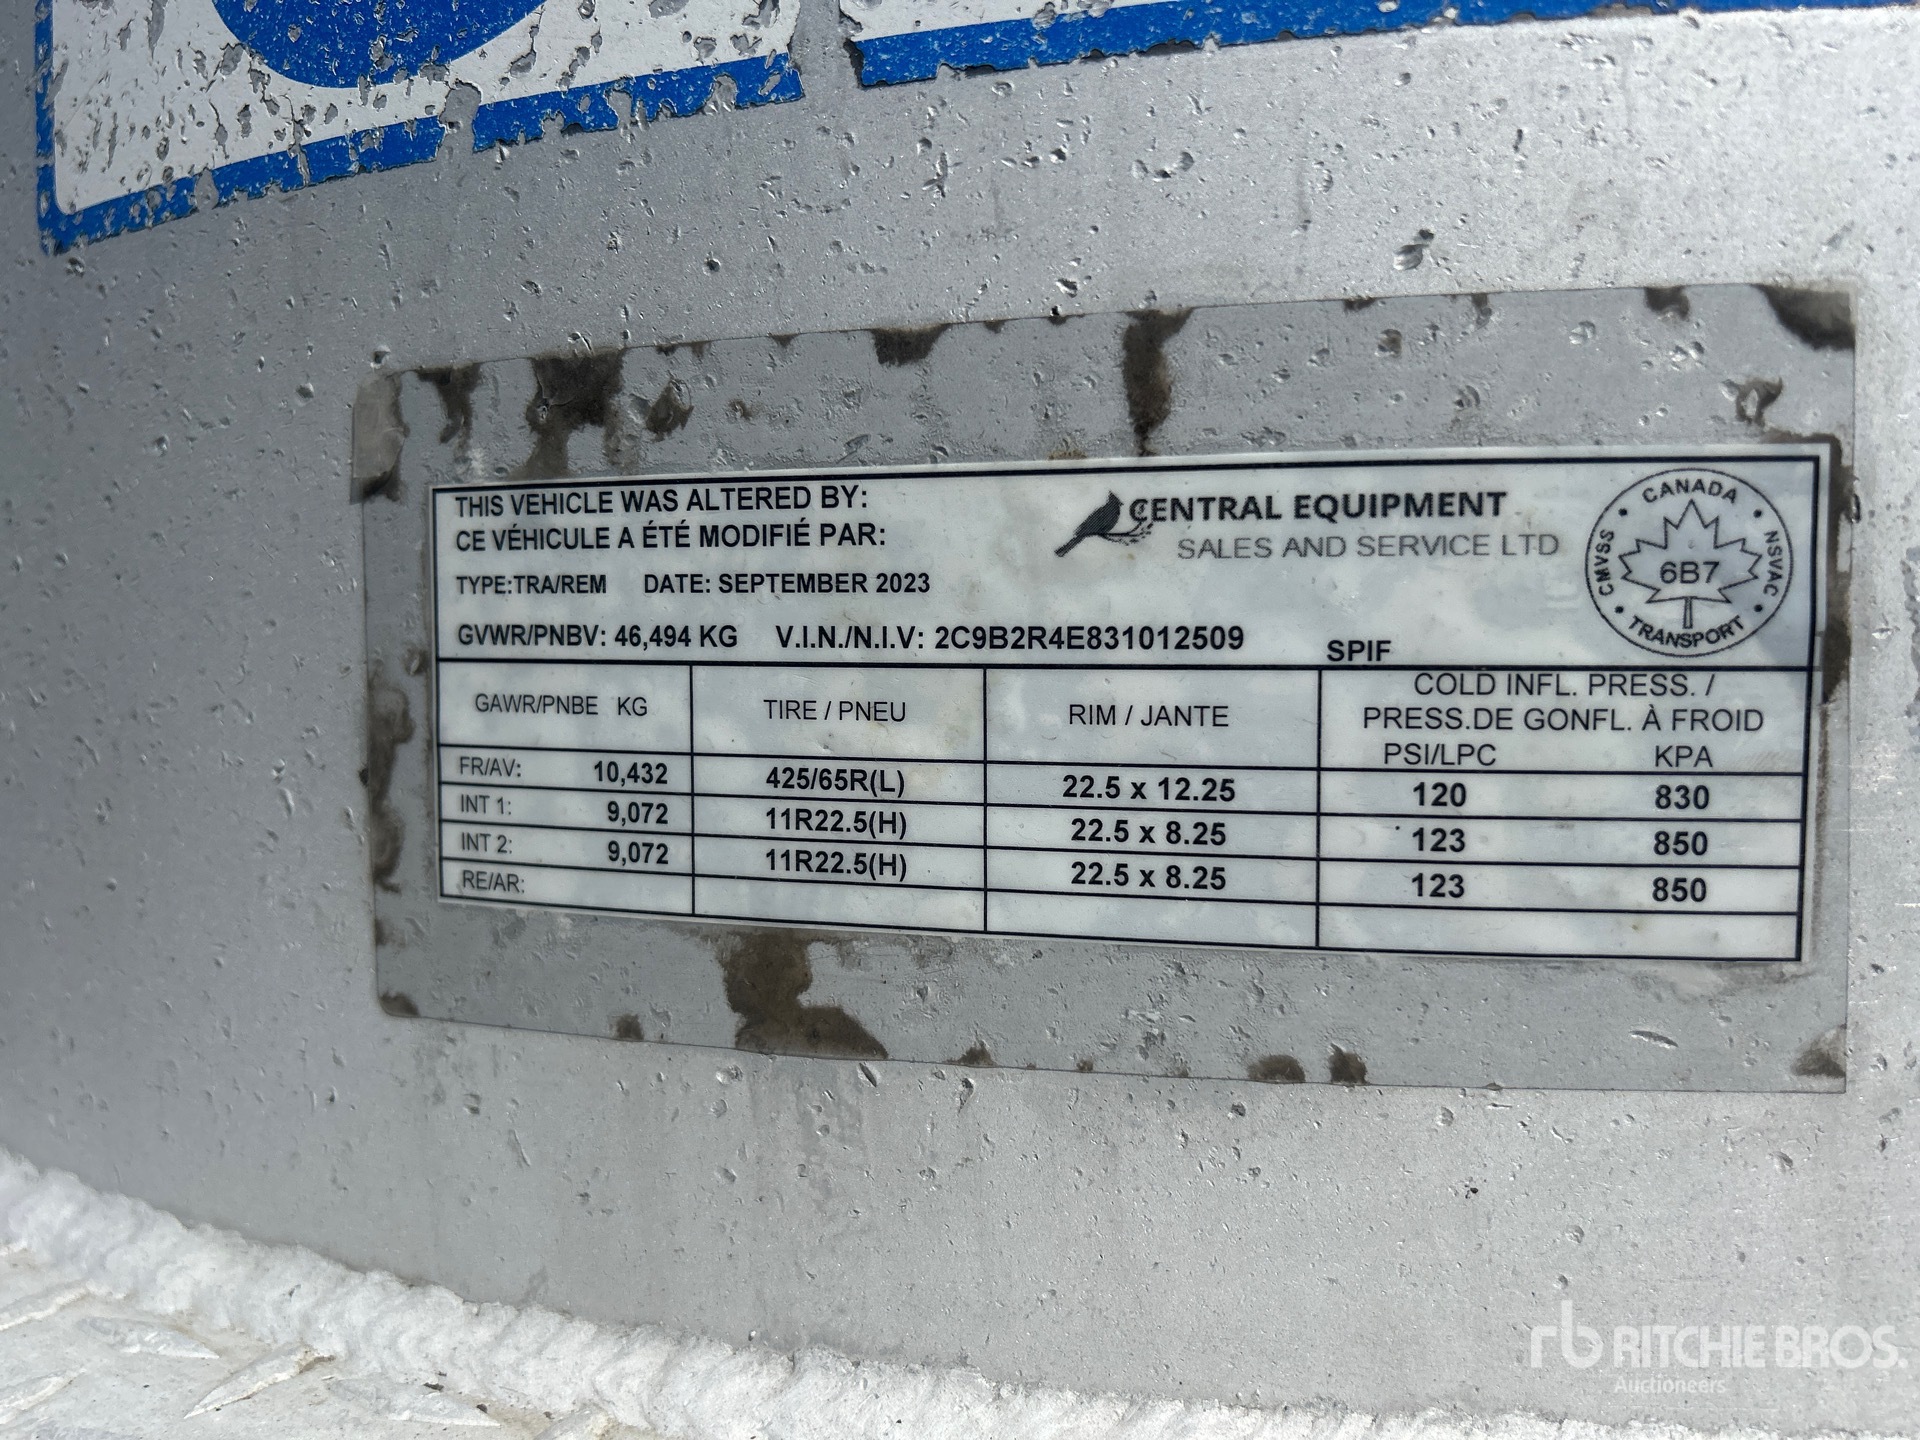 THIS VEHICLE WAS ALTERED BY:
CE VÉHICULE A ÉTÉ MODIFIÉ PAR:
CENTRAL EQUIPMENT
SALES AND SERVICE LTD
CANADA
CMVSS
NSVAC
6B7
TRANSPORT
TYPE:TRA/REM DATE: SEPTEMBER 2023
GVWR/PNBV: 46,494 KG V.I.N./N.I.V: 2C9B2R4E831012509 SPIF
GAWR/PNBE KG TIRE / PNEU RIM / JANTE COLD INFL. PRESS. /
PRESS.DE GONFL. À FROID
PSI/LPC KPA
FR/AV: 10,432 425/65R(L) 22.5 x 12.25 120 830
INT 1: 9,072 11R22.5(H) 22.5 x 8.25 123 850
INT 2: 9,072 11R22.5(H) 22.5 x 8.25 123 850
RE/AR:
rb RITCHIE BROS.
Auctioneers